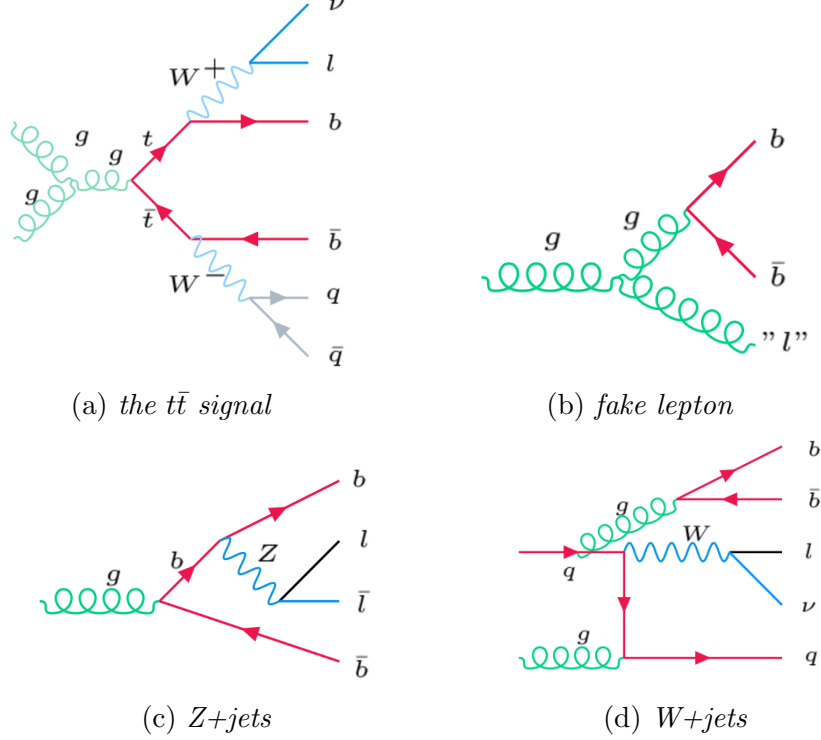 ν
W⁺ l
g t b
g
g t̄
b̄
W⁻ q
q̄
(a) the tt̄ signal
b
g g
b̄
"l"
(b) fake lepton
b
b Z l
g l̄
b̄
(c) Z+jets
b
g b̄
W l
q
ν
g q
(d) W+jets